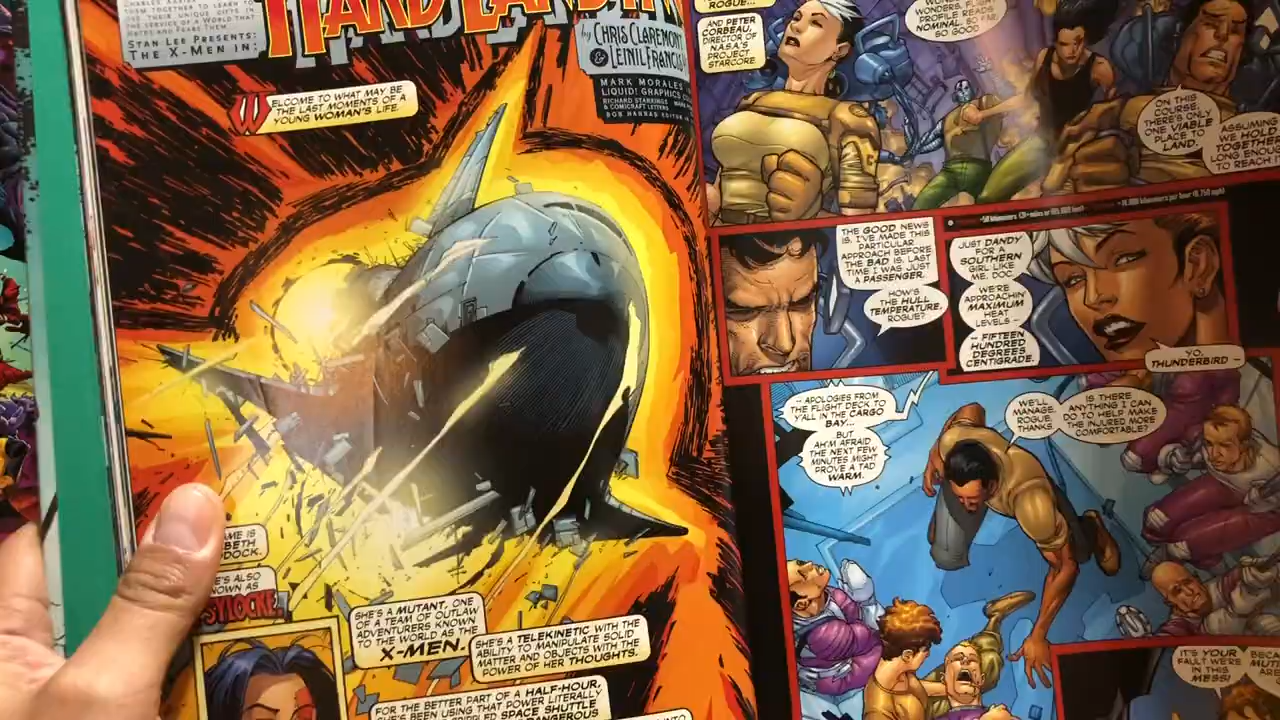 HARD LANDIN
STAN LEE PRESENTS:
THE X-MEN IN:
by CHRIS CLAREMONT
& LEINIL FRANCIS
MARK MORALES
LIQUID! GRAPHICS
RICHARD STARKINGS
& COMICRAFT LETTERS
BOB HARRAS EDITOR
WELCOME TO WHAT MAY BE
THE LAST MOMENTS OF A
YOUNG WOMAN'S LIFE.
AME IS
BETH
DOCK.
E'S ALSO
NOWN AS
SYLOCKE.
SHE'S A MUTANT, ONE
OF A TEAM OF OUTLAW
ADVENTURERS KNOWN
TO THE WORLD AS THE
X-MEN.
SHE'S A TELEKINETIC WITH THE
ABILITY TO MANIPULATE SOLID
MATTER AND OBJECTS WITH THE
POWER OF HER THOUGHTS.
FOR THE BETTER PART OF A HALF-HOUR,
SHE'S BEEN USING THAT POWER LITERALLY
SPACE SHUTTLE
ROGUE...
AND PETER
CORBEAU,
DIRECTOR OF
NASA'S
PROJECT
STARCORE
WONDERS, FLIGHT
PROFILE READS
NOMINAL. SO FAR,
SO GOOD
ON THIS
COURSE,
THERE'S ONLY
ONE VIABLE
PLACE TO
LAND.
ASSUMING
WE HOLD
TOGETHER
LONG ENOUGH
TO REACH
THE GOOD NEWS
IS, I'VE MADE THIS
PARTICULAR
APPROACH BEFORE.
THE BAD IS, LAST
TIME I WAS JUST
A PASSENGER.
HOW'S
THE HULL
TEMPERATURE,
ROGUE?
JUST DANDY
FOR A
SOUTHERN
GIRL LIKE
ME, DOC.
WE'RE
APPROACHIN'
MAXIMUM
HEAT
LEVELS --
-- FIFTEEN
HUNDRED
DEGREES
CENTIGRADE.
YO,
THUNDERBIRD --
-- APOLOGIES FROM
THE FLIGHT DECK TO
Y'ALL IN THE CARGO
BAY...
BUT
AH'M AFRAID
THE NEXT FEW
MINUTES MIGHT
PROVE A TAD
WARM.
WE'LL
MANAGE,
ROGUE,
THANKS.
IS THERE
ANYTHING I CAN
DO TO HELP MAKE
THE INJURED MORE
COMFORTABLE?
IT'S YOUR
FAULT WE'RE
IN THIS
MESS!